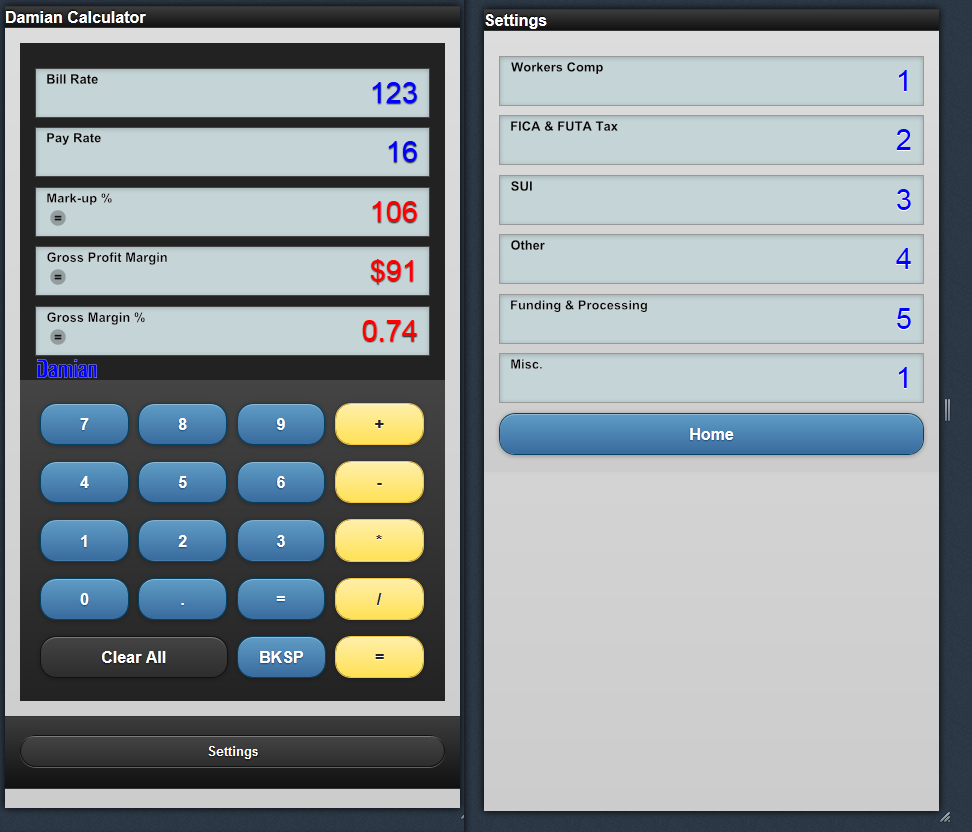 Damian Calculator
Bill Rate
123
Pay Rate
16
Mark-up %
=
106
Gross Profit Margin
=
$91
Gross Margin %
=
0.74
Damian
7 8 9 +
4 5 6 -
1 2 3 *
0 . = /
Clear All BKSP =
Settings
Settings
Workers Comp
1
FICA & FUTA Tax
2
SUI
3
Other
4
Funding & Processing
5
Misc.
1
Home